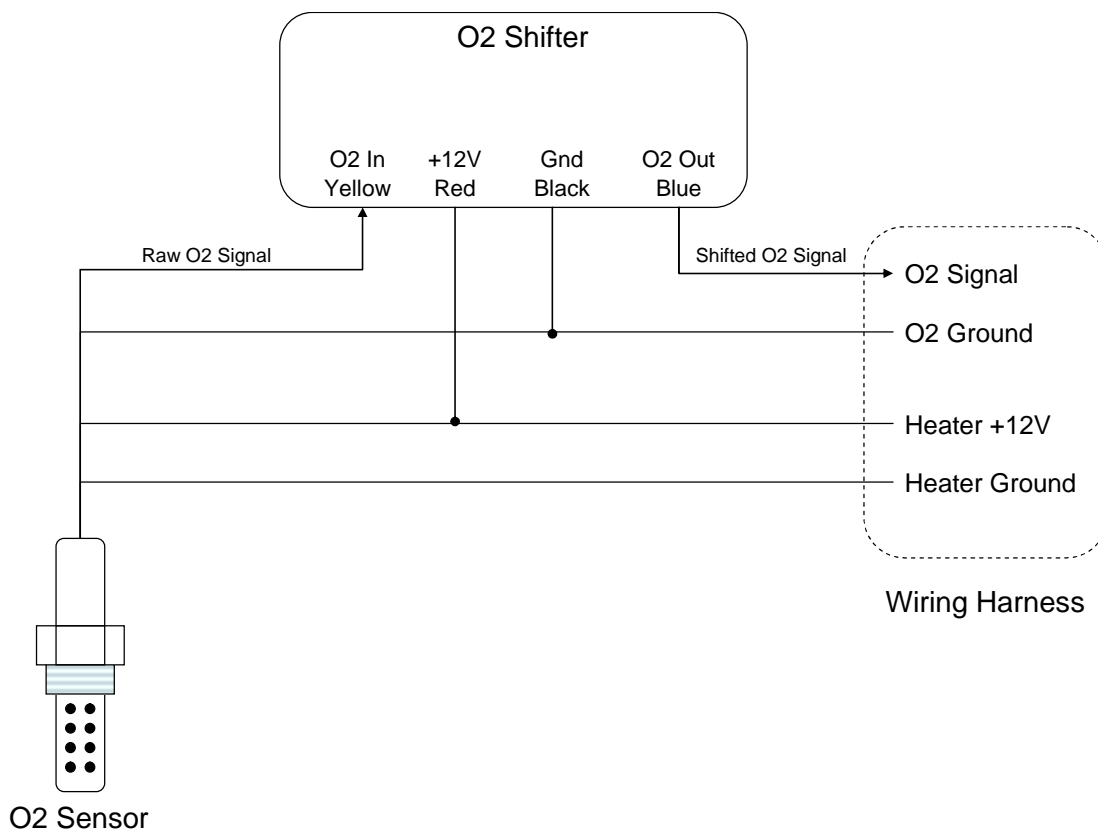 O2 Shifter
O2 In
Yellow
+12V
Red
Gnd
Black
O2 Out
Blue
Raw O2 Signal
Shifted O2 Signal
O2 Signal
O2 Ground
Heater +12V
Heater Ground
Wiring Harness
O2 Sensor